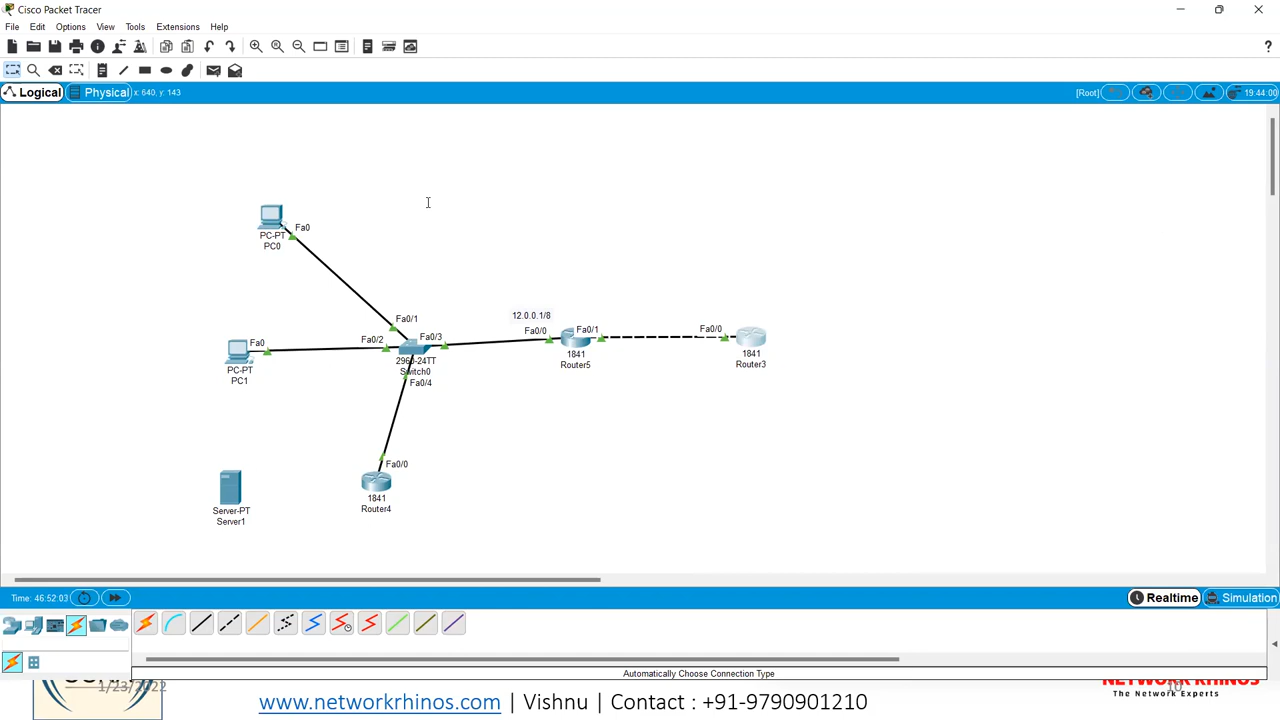 Cisco Packet Tracer
File Edit Options View Tools Extensions Help
?
Logical Physical x: 640, y: 143 [Root] 19:44:00
Fa0
PC-PT
PC0
Fa0/1
12.0.0.1/8
Fa0 Fa0/2 Fa0/3 Fa0/0 Fa0/1 Fa0/0
PC-PT
PC1
2960-24TT
Switch0
Fa0/4
1841
Router5
1841
Router3
Fa0/0
1841
Router4
Server-PT
Server1
Time: 46:52:03 Realtime Simulation
Automatically Choose Connection Type
1/23/2022
www.networkrhinos.com | Vishnu | Contact : +91-9790901210
NETWORKRHINOS
The Network Experts